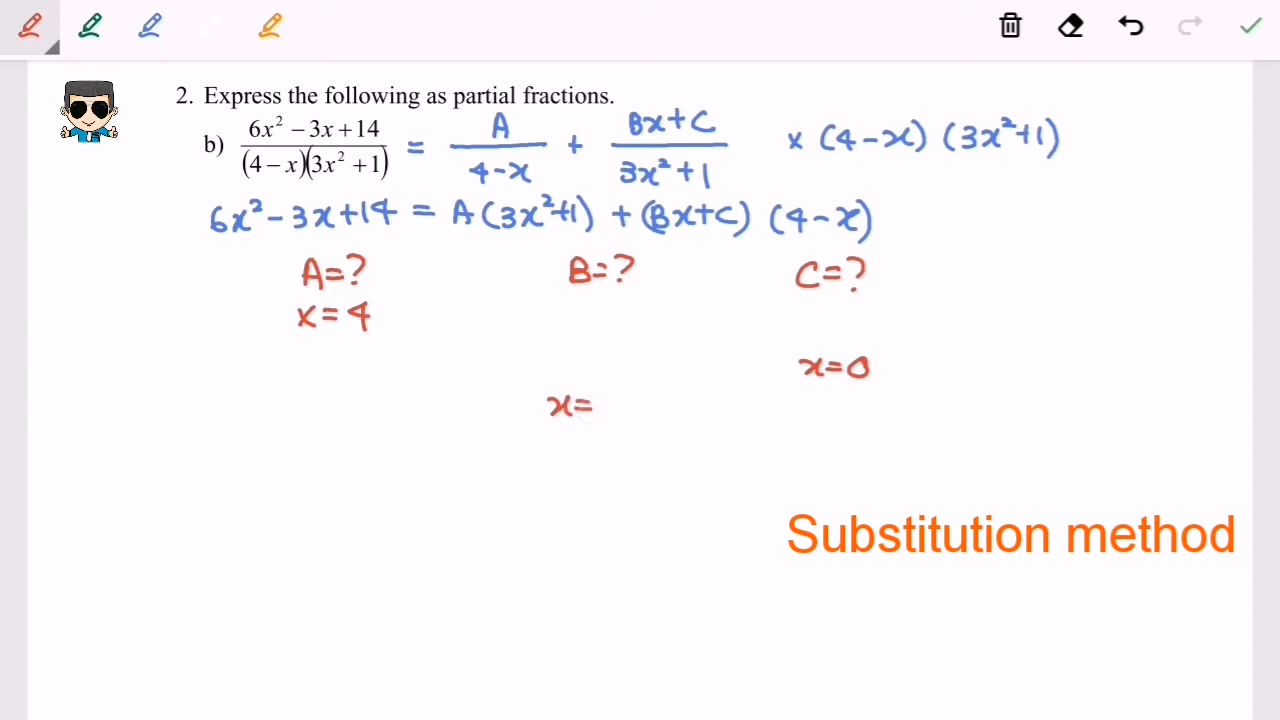 2. Express the following as partial fractions.
b) (6x² − 3x + 14)/((4 − x)(3x² + 1)) = A/(4−x) + (Bx+C)/(3x²+1) × (4−x)(3x²+1)
6x²−3x+14 = A(3x²+1) + (Bx+C)(4−x)
A=? B=? C=?
x=4
x=0
x=
Substitution method